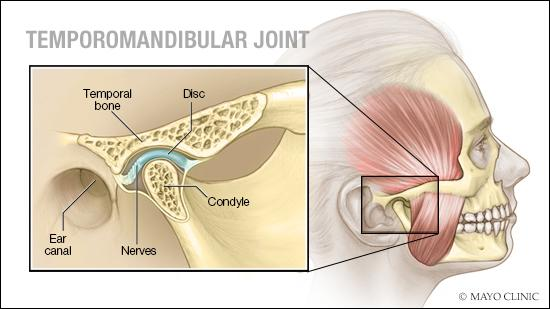 TEMPOROMANDIBULAR JOINT
Temporal
bone
Disc
Condyle
Ear
canal
Nerves
© MAYO CLINIC